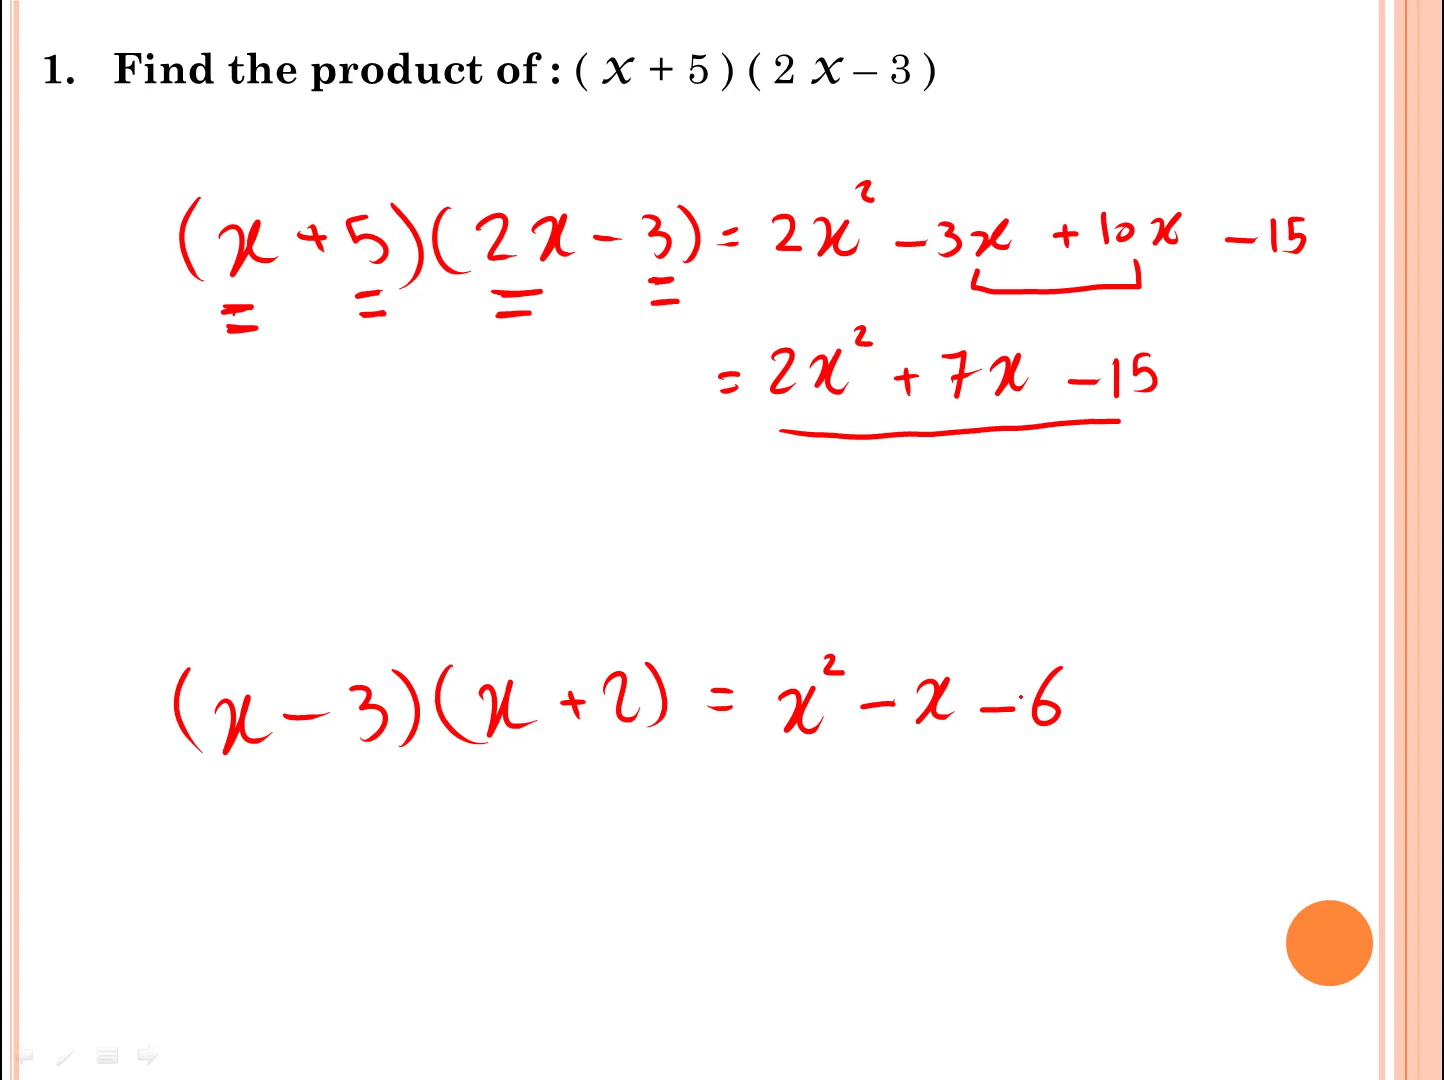 1. Find the product of : ( x + 5 ) ( 2 x – 3 )
(x + 5)(2x - 3) = 2x² - 3x + 10x - 15
= 2x² + 7x - 15
(x - 3)(x + 2) = x² - x - 6